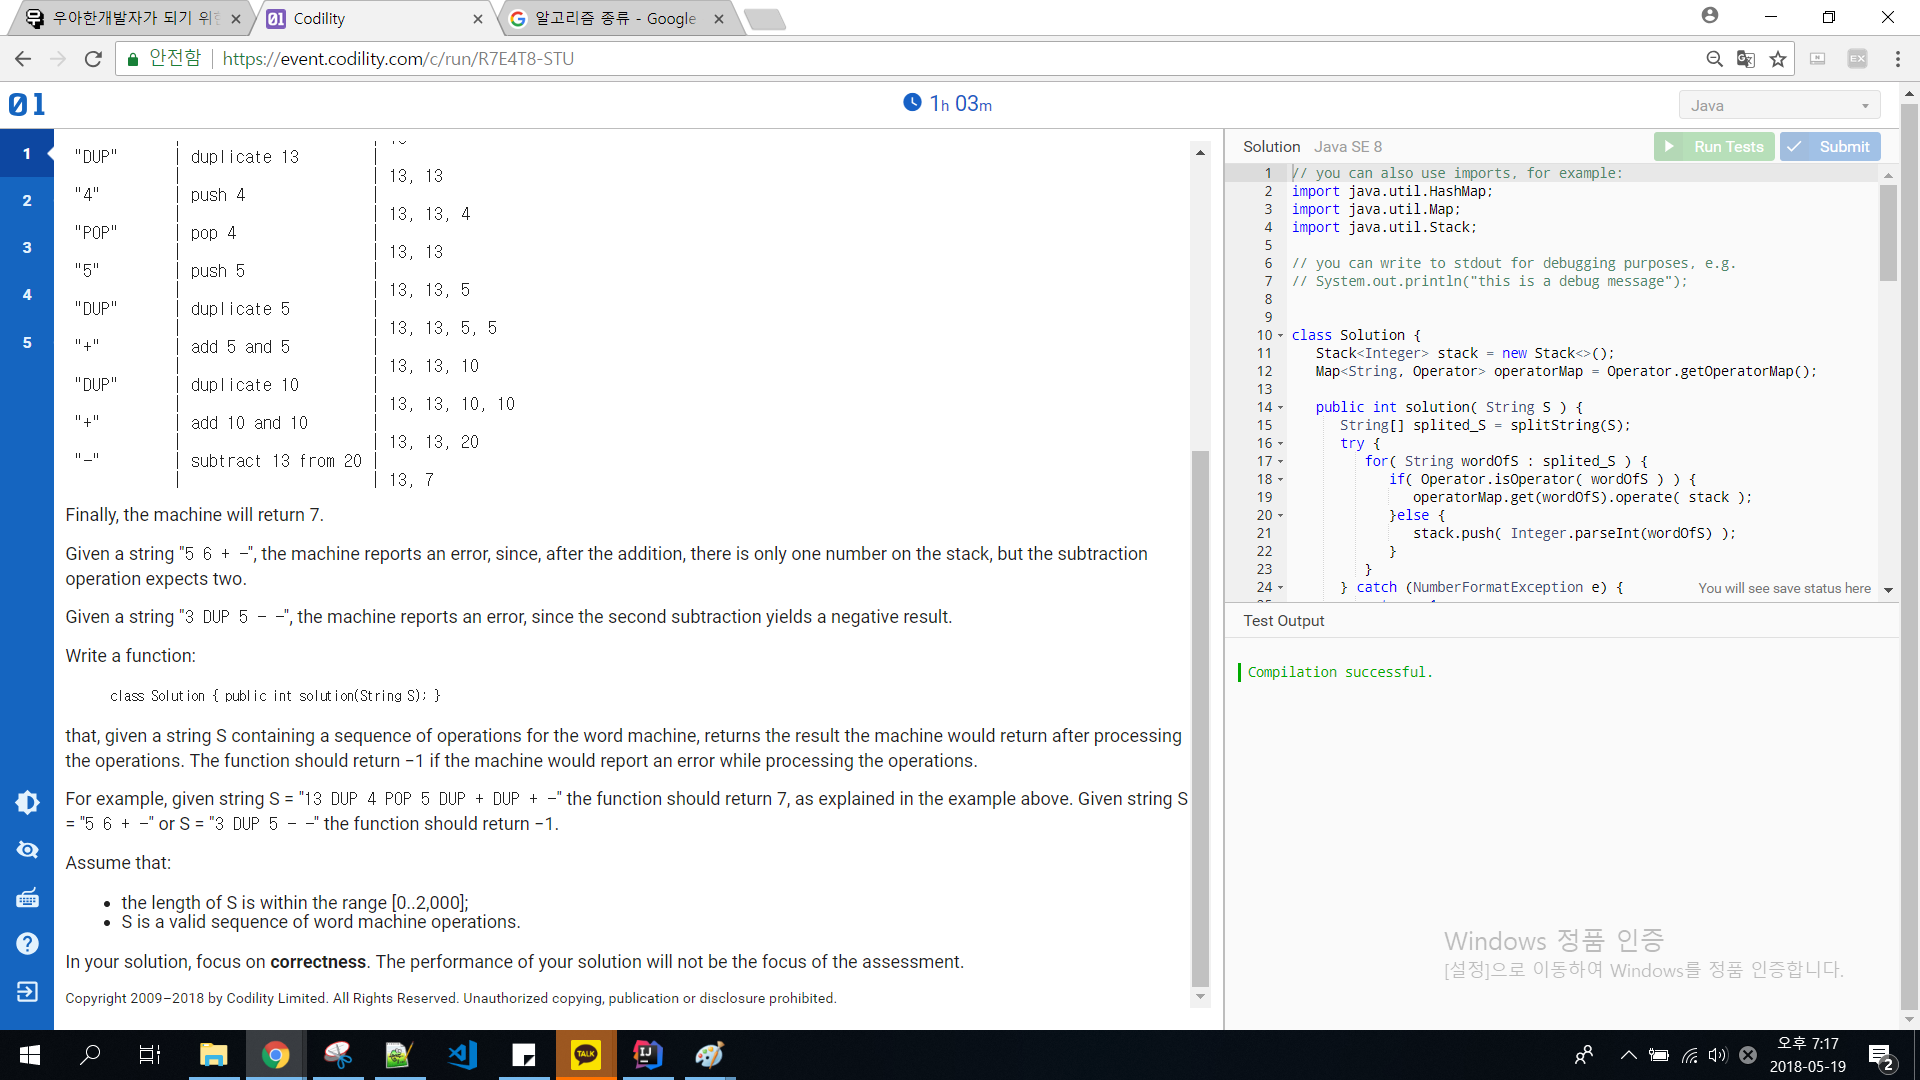 우아한개발자가 되기 위한
Codility
알고리즘 종류 - Google
안전함
https://event.codility.com/c/run/R7E4T8-STU
EX
01
1h 03m
Java
1
2
3
4
5
"DUP" | duplicate 13 |
| | 13, 13
"4" | push 4 |
| | 13, 13, 4
"POP" | pop 4 |
| | 13, 13
"5" | push 5 |
| | 13, 13, 5
"DUP" | duplicate 5 |
| | 13, 13, 5, 5
"+" | add 5 and 5 |
| | 13, 13, 10
"DUP" | duplicate 10 |
| | 13, 13, 10, 10
"+" | add 10 and 10 |
| | 13, 13, 20
"-" | subtract 13 from 20 |
| | 13, 7
Finally, the machine will return 7.
Given a string "5 6 + -", the machine reports an error, since, after the addition, there is only one number on the stack, but the subtraction
operation expects two.
Given a string "3 DUP 5 - -", the machine reports an error, since the second subtraction yields a negative result.
Write a function:
class Solution { public int solution(String S); }
that, given a string S containing a sequence of operations for the word machine, returns the result the machine would return after processing
the operations. The function should return −1 if the machine would report an error while processing the operations.
For example, given string S = "13 DUP 4 POP 5 DUP + DUP + -" the function should return 7, as explained in the example above. Given string S
= "5 6 + -" or S = "3 DUP 5 - -" the function should return −1.
Assume that:
• the length of S is within the range [0..2,000];
• S is a valid sequence of word machine operations.
In your solution, focus on correctness. The performance of your solution will not be the focus of the assessment.
Copyright 2009–2018 by Codility Limited. All Rights Reserved. Unauthorized copying, publication or disclosure prohibited.
Solution Java SE 8
Run Tests
Submit
1 // you can also use imports, for example:
2 import java.util.HashMap;
3 import java.util.Map;
4 import java.util.Stack;
5
6 // you can write to stdout for debugging purposes, e.g.
7 // System.out.println("this is a debug message");
8
9
10 class Solution {
11 Stack<Integer> stack = new Stack<>();
12 Map<String, Operator> operatorMap = Operator.getOperatorMap();
13
14 public int solution( String S ) {
15 String[] splited_S = splitString(S);
16 try {
17 for( String wordOfS : splited_S ) {
18 if( Operator.isOperator( wordOfS ) ) {
19 operatorMap.get(wordOfS).operate( stack );
20 }else {
21 stack.push( Integer.parseInt(wordOfS) );
22 }
23 }
24 } catch (NumberFormatException e) {
You will see save status here
Test Output
Compilation successful.
Windows 정품 인증
[설정]으로 이동하여 Windows를 정품 인증합니다.
TALK
IJ
오후 7:17
2018-05-19
2